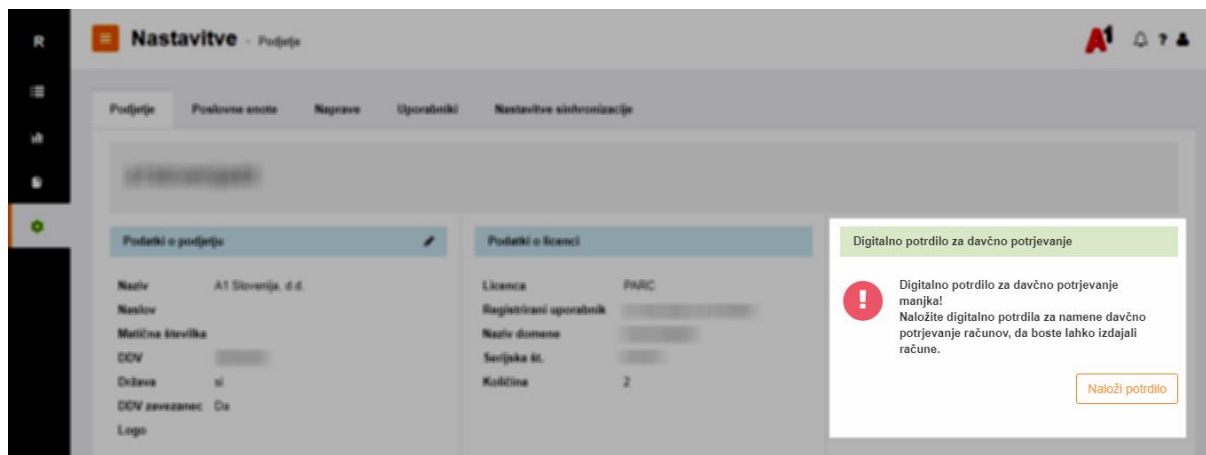 R
Nastavitve - Podjetje
A1
?
Podjetje Poslovne enote Naprave Uporabniki Nastavitve sinhronizacije
Podatki o podjetju
Naziv A1 Slovenija, d.d.
Naslov
Matična številka
DDV
Država si
DDV zavezanec Da
Logo
Podatki o licenci
Licenca PARC
Registrirani uporabnik
Naziv domene
Serijska št.
Količina 2
Digitalno potrdilo za davčno potrjevanje
Digitalno potrdilo za davčno potrjevanje
manjka!
Naložite digitalno potrdila za namene davčno
potrjevanje računov, da boste lahko izdajali
račune.
Naloži potrdilo